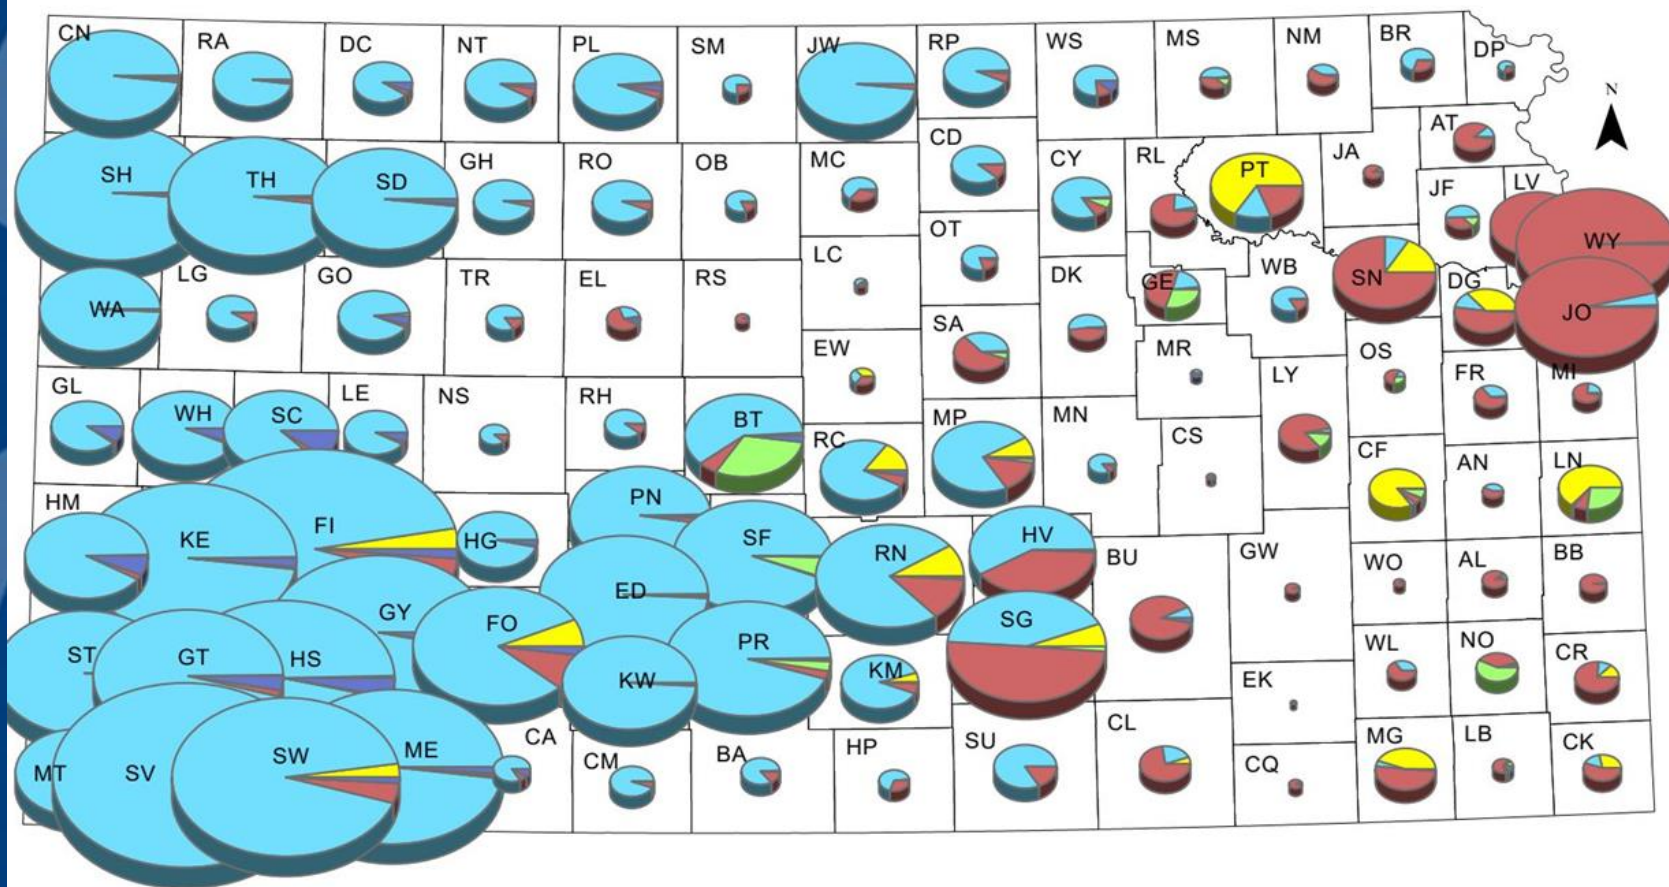 CN RA DC NT PL SM JW RP WS MS NM BR DP
N
SH TH SD GH RO OB MC CD CY RL PT JA AT
JF LV WY
WA LG GO TR EL RS LC OT DK GE WB SN DG JO
EW SA MR OS FR MI
GL WH SC LE NS RH BT RC MP MN CS LY CF AN LN
HM KE FI HG PN SF RN HV BU GW WO AL BB
ST GT HS GY FO ED KW PR KM SG EK WL NO CR
MT SV SW ME CA CM BA HP SU CL CQ MG LB CK